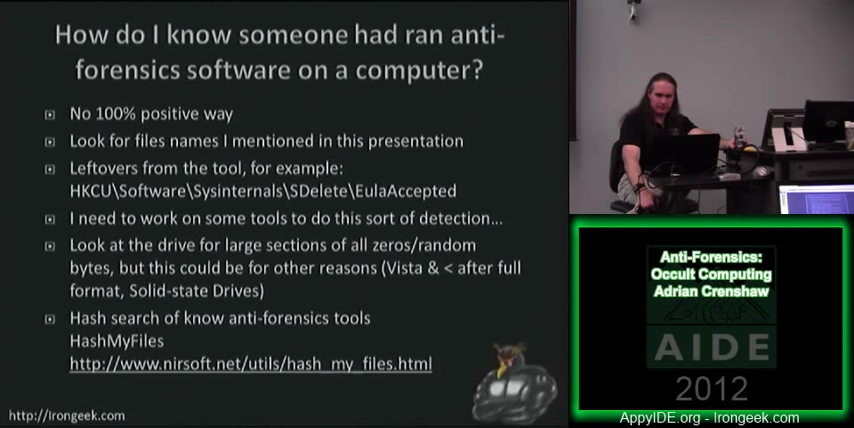 How do I know someone had ran anti-
forensics software on a computer?
No 100% positive way
Look for files names I mentioned in this presentation
Leftovers from the tool, for example:
HKCU\Software\Sysinternals\SDelete\EulaAccepted
I need to work on some tools to do this sort of detection...
Look at the drive for large sections of all zeros/random
bytes, but this could be for other reasons (Vista & < after full
format, Solid-state Drives)
Hash search of know anti-forensics tools
HashMyFiles
http://www.nirsoft.net/utils/hash_my_files.html
http://Irongeek.com
Anti-Forensics:
Occult Computing
Adrian Crenshaw
AIDE
2012
AppyIDE.org - Irongeek.com